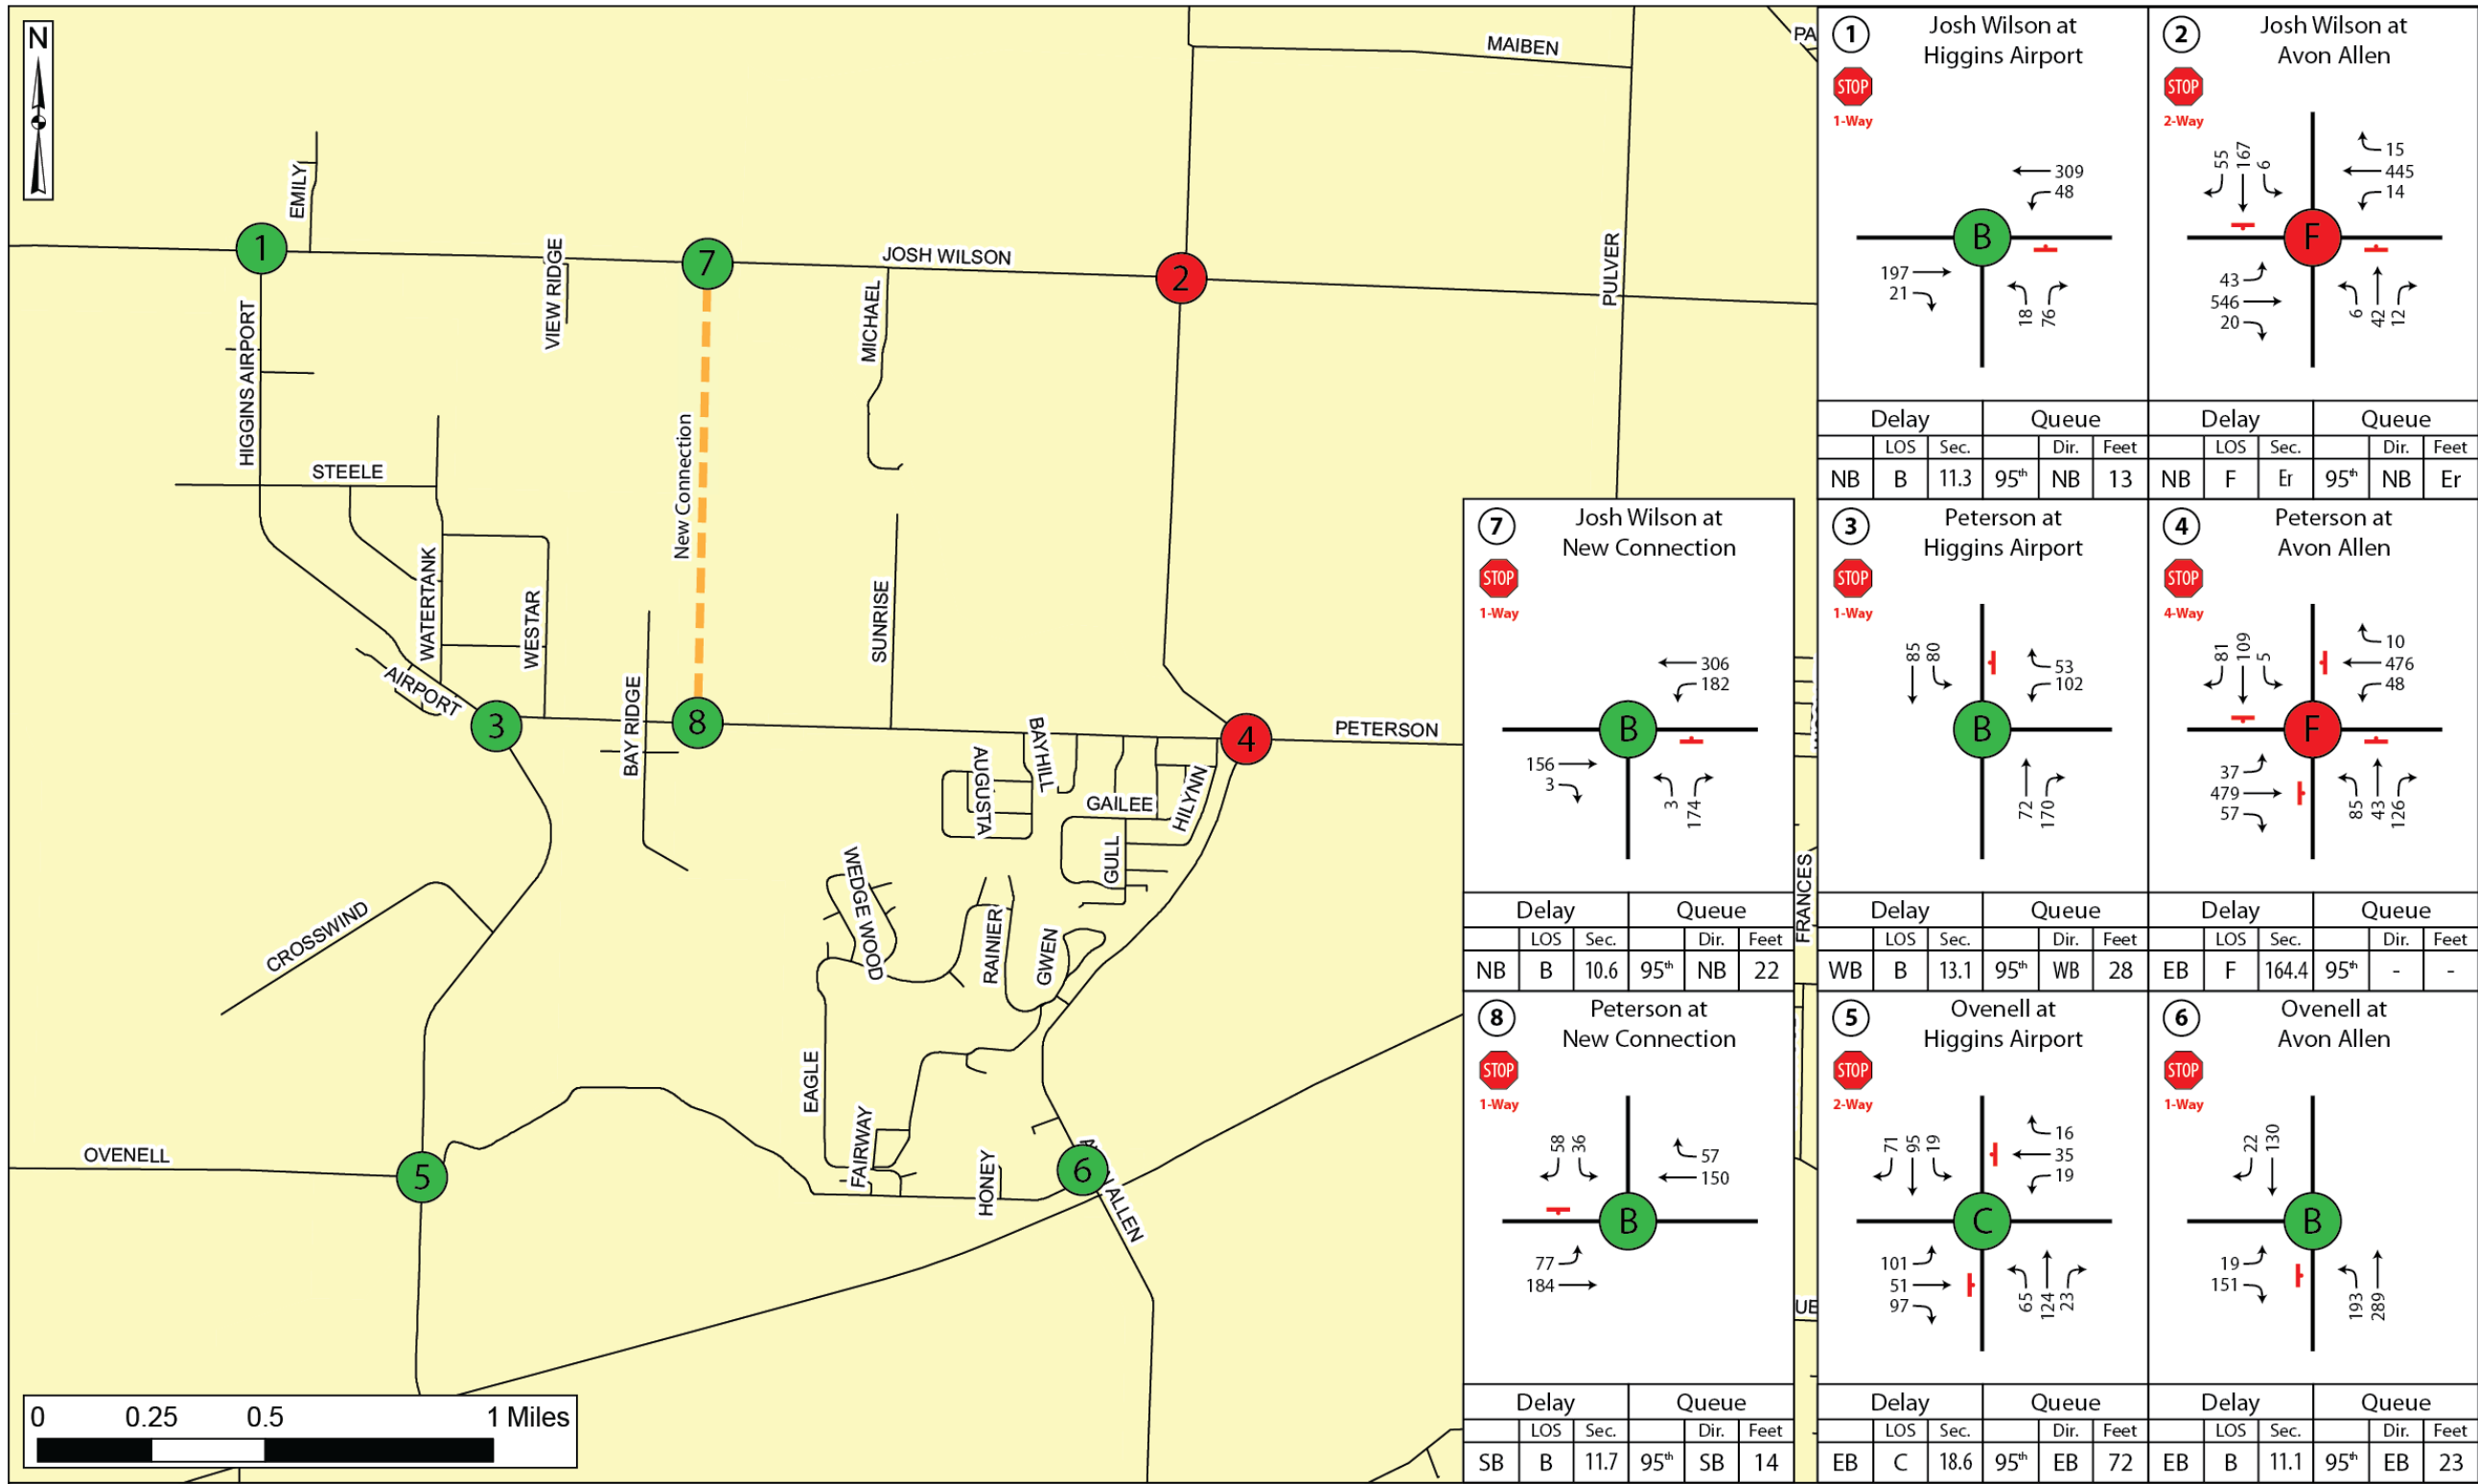 N
MAIBEN
PA
EMILY
1
7
JOSH WILSON
2
PULVER
VIEW RIDGE
MICHAEL
HIGGINS AIRPORT
New Connection
STEELE
WATERTANK
WESTAR
SUNRISE
AIRPORT
3
BAY RIDGE
8
BAYHILL
4
PETERSON
AUGUSTA
GAILEE
HILYNN
GULL
WEDGE WOOD
RAINIER
GWEN
CROSSWIND
FRANCES
EAGLE
FAIRWAY
HONEY
OVENELL
5
6
ALLEN
UE
0 0.25 0.5 1 Miles
1
Josh Wilson at
Higgins Airport
STOP
1-Way
309
48
B
197
21
18 76
Delay Queue
LOS Sec. Dir. Feet
NB B 11.3 95th NB 13
2
Josh Wilson at
Avon Allen
STOP
2-Way
55 167 6
15
445
14
F
43
546
20
6 42 12
Delay Queue
LOS Sec. Dir. Feet
NB F Er 95th NB Er
7
Josh Wilson at
New Connection
STOP
1-Way
306
182
B
156
3
3 174
Delay Queue
LOS Sec. Dir. Feet
NB B 10.6 95th NB 22
3
Peterson at
Higgins Airport
STOP
1-Way
85 80
53
102
B
72 170
Delay Queue
LOS Sec. Dir. Feet
WB B 13.1 95th WB 28
4
Peterson at
Avon Allen
STOP
4-Way
81 109 5
10
476
48
F
37
479
57
85 43 126
Delay Queue
LOS Sec. Dir. Feet
EB F 164.4 95th - -
8
Peterson at
New Connection
STOP
1-Way
58 36
57
150
B
77
184
Delay Queue
LOS Sec. Dir. Feet
SB B 11.7 95th SB 14
5
Ovenell at
Higgins Airport
STOP
2-Way
71 95 19
16
35
19
C
101
51
97
65 124 23
Delay Queue
LOS Sec. Dir. Feet
EB C 18.6 95th EB 72
6
Ovenell at
Avon Allen
STOP
1-Way
22 130
B
19
151
193 289
Delay Queue
LOS Sec. Dir. Feet
EB B 11.1 95th EB 23